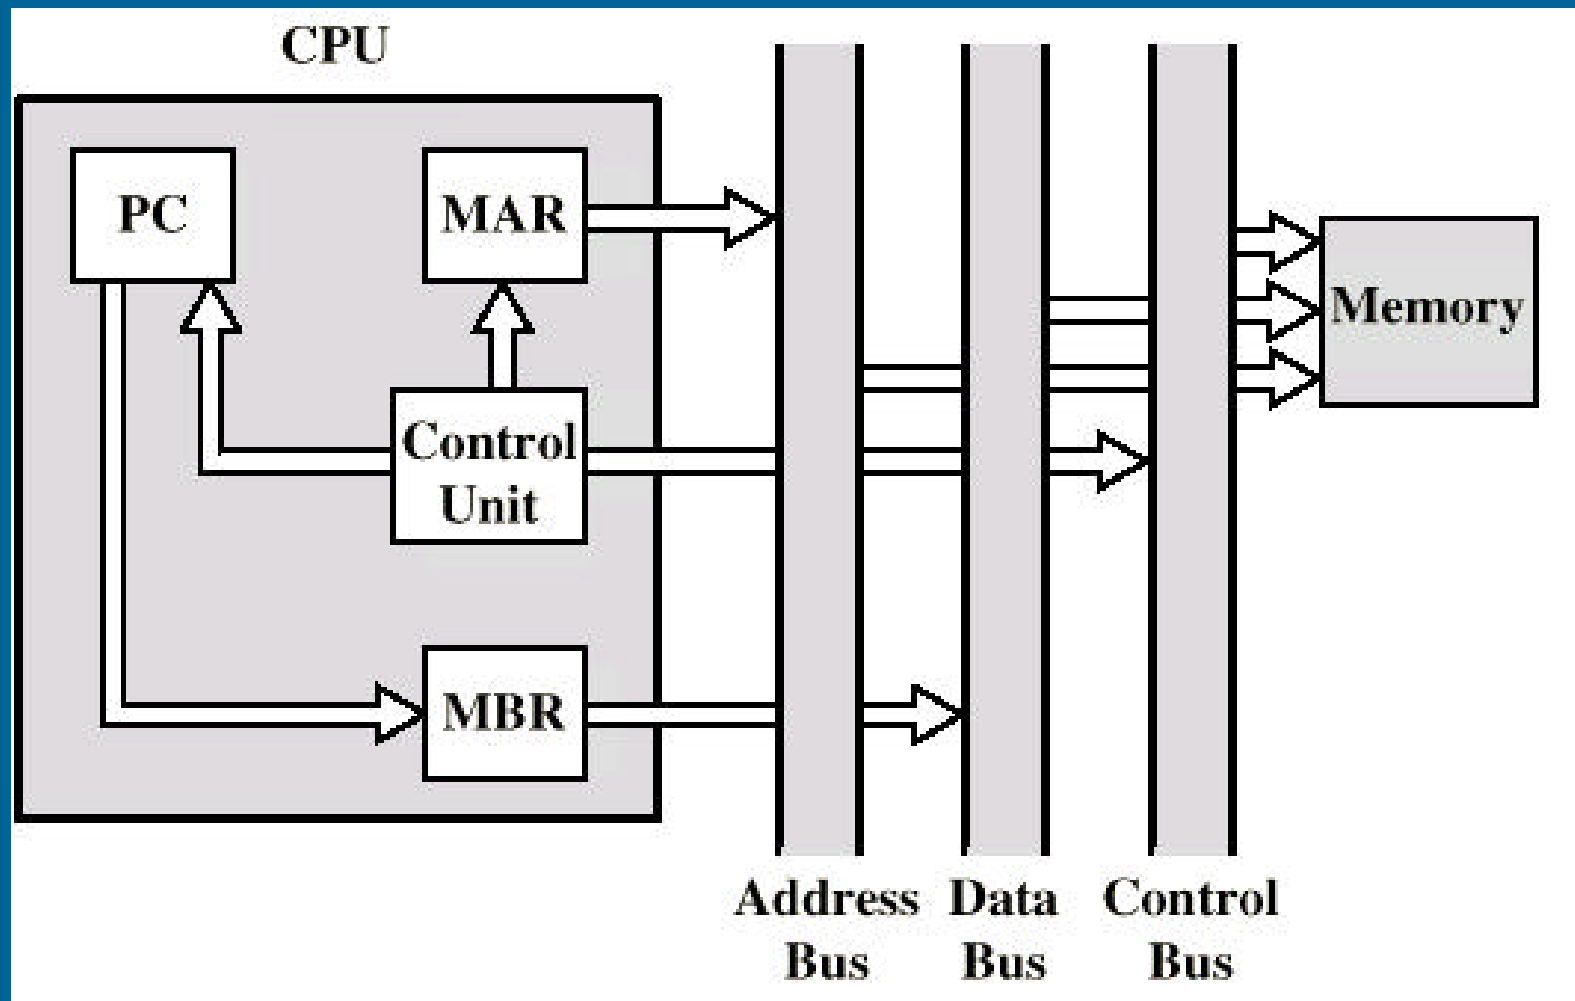 CPU
PC
MAR
Memory
Control
Unit
MBR
Address
Bus
Data
Bus
Control
Bus